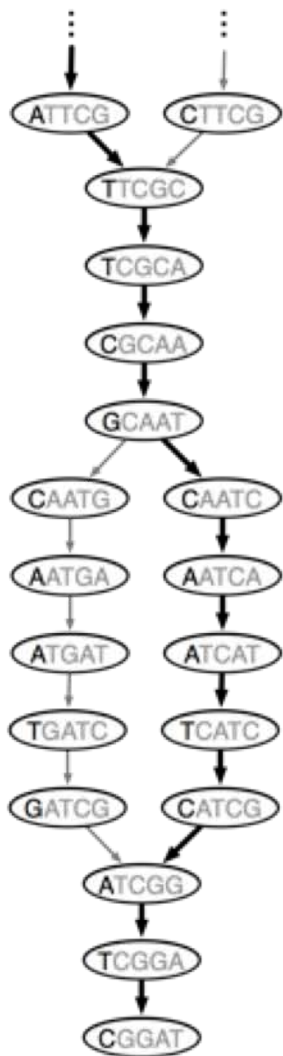 ATTCG CTTCG
TTCGC
TCGCA
CGCAA
GCAAT
CAATG CAATC
AATGA AATCA
ATGAT ATCAT
TGATC TCATC
GATCG CATCG
ATCGG
TCGGA
CGGAT